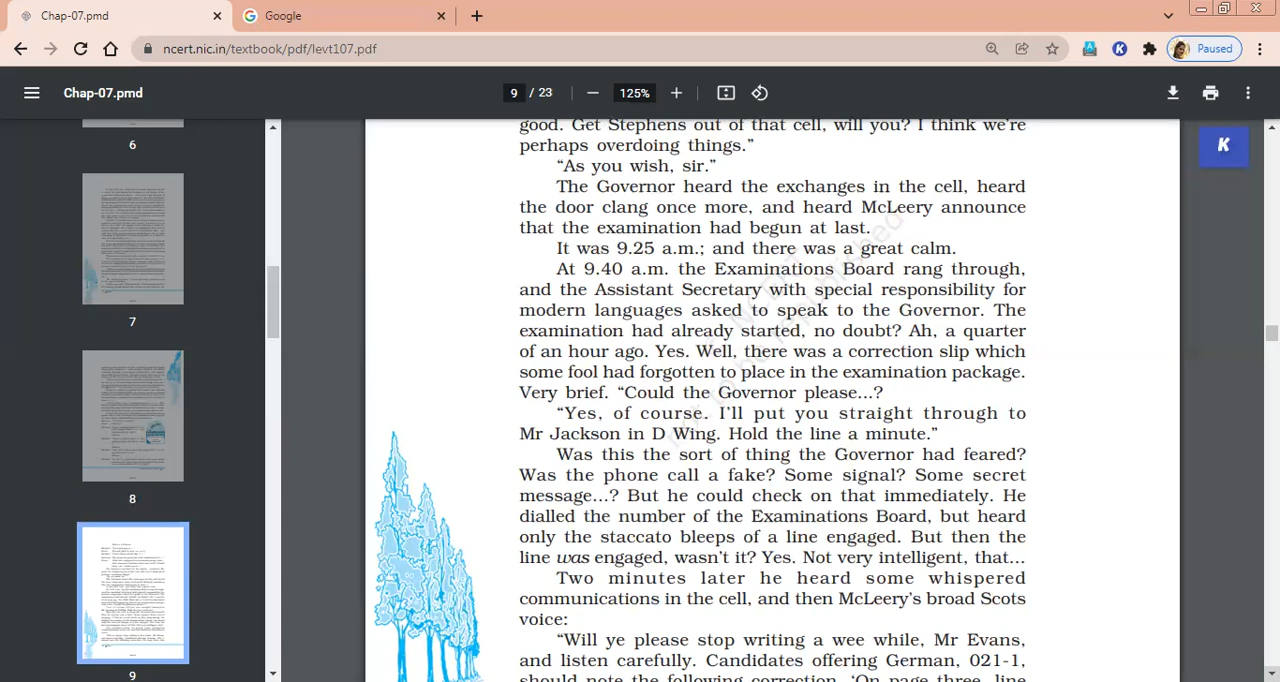 Chap-07.pmd
Google
ncert.nic.in/textbook/pdf/levt107.pdf
Paused
Chap-07.pmd
9 / 23
125%
6
7
8
9
K
good. Get Stephens out of that cell, will you? I think we're
perhaps overdoing things.”
“As you wish, sir.”
The Governor heard the exchanges in the cell, heard
the door clang once more, and heard McLeery announce
that the examination had begun at last.
It was 9.25 a.m.; and there was a great calm.
At 9.40 a.m. the Examinations Board rang through,
and the Assistant Secretary with special responsibility for
modern languages asked to speak to the Governor. The
examination had already started, no doubt? Ah, a quarter
of an hour ago. Yes. Well, there was a correction slip which
some fool had forgotten to place in the examination package.
Very brief. “Could the Governor please...?
“Yes, of course. I'll put you straight through to
Mr Jackson in D Wing. Hold the line a minute.”
Was this the sort of thing the Governor had feared?
Was the phone call a fake? Some signal? Some secret
message...? But he could check on that immediately. He
dialled the number of the Examinations Board, but heard
only the staccato bleeps of a line engaged. But then the
line was engaged, wasn't it? Yes. Not very intelligent, that...
Two minutes later he heard some whispered
communications in the cell, and then McLeery's broad Scots
voice:
“Will ye please stop writing a wee while, Mr Evans,
and listen carefully. Candidates offering German, 021-1,
should note the following correction. ‘On page three, line